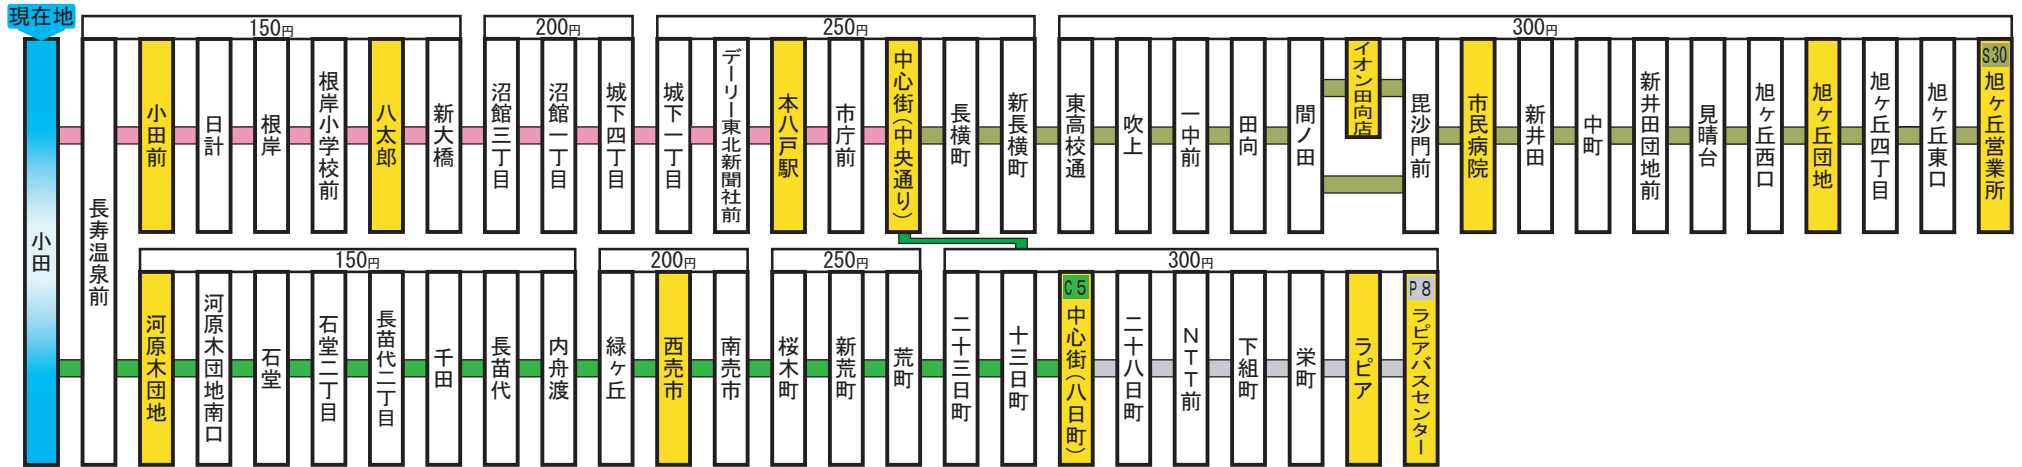 現在地
150円
200円
250円
300円
小田
長寿温泉前
小田前
日計
根岸
根岸小学校前
八太郎
新大橋
沼館三丁目
沼館一丁目
城下四丁目
城下一丁目
デーリー東北新聞社前
本八戸駅
市庁前
中心街(中央通り)
長横町
新長横町
東高校通
吹上
一中前
田向
間ノ田
イオン田向店
毘沙門前
市民病院
新井田
中町
新井田団地前
見晴台
旭ヶ丘西口
旭ヶ丘団地
旭ヶ丘四丁目
旭ヶ丘東口
S30
旭ヶ丘営業所
150円
200円
250円
300円
河原木団地
河原木団地南口
石堂
石堂二丁目
長苗代二丁目
千田
長苗代
内舟渡
緑ヶ丘
西売市
南売市
桜木町
新荒町
荒町
二十三日町
十三日町
C5
中心街(八日町)
二十八日町
NTT前
下組町
栄町
ラピア
P8
ラピアバスセンター